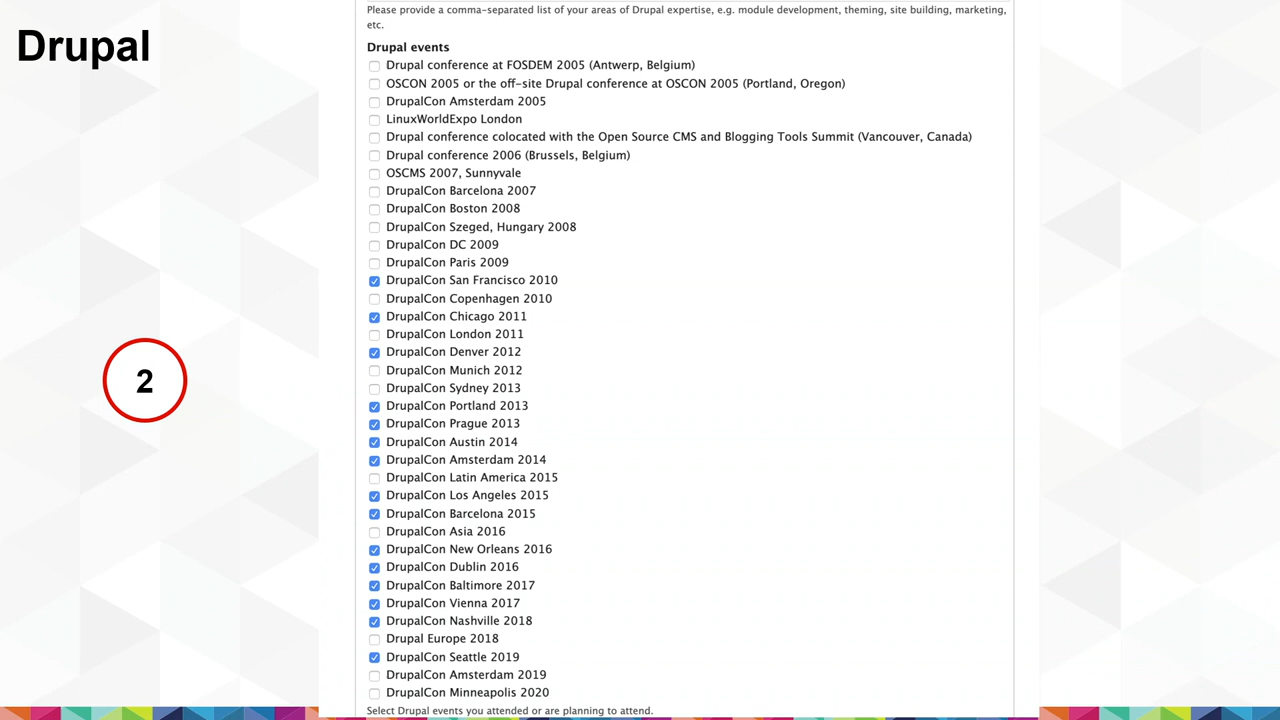 Drupal
Please provide a comma-separated list of your areas of Drupal expertise, e.g. module development, theming, site building, marketing,
etc.
Drupal events
Drupal conference at FOSDEM 2005 (Antwerp, Belgium)
OSCON 2005 or the off-site Drupal conference at OSCON 2005 (Portland, Oregon)
DrupalCon Amsterdam 2005
LinuxWorldExpo London
Drupal conference colocated with the Open Source CMS and Blogging Tools Summit (Vancouver, Canada)
Drupal conference 2006 (Brussels, Belgium)
OSCMS 2007, Sunnyvale
DrupalCon Barcelona 2007
DrupalCon Boston 2008
DrupalCon Szeged, Hungary 2008
DrupalCon DC 2009
DrupalCon Paris 2009
DrupalCon San Francisco 2010
DrupalCon Copenhagen 2010
DrupalCon Chicago 2011
DrupalCon London 2011
DrupalCon Denver 2012
DrupalCon Munich 2012
DrupalCon Sydney 2013
DrupalCon Portland 2013
DrupalCon Prague 2013
DrupalCon Austin 2014
DrupalCon Amsterdam 2014
DrupalCon Latin America 2015
DrupalCon Los Angeles 2015
DrupalCon Barcelona 2015
DrupalCon Asia 2016
DrupalCon New Orleans 2016
DrupalCon Dublin 2016
DrupalCon Baltimore 2017
DrupalCon Vienna 2017
DrupalCon Nashville 2018
Drupal Europe 2018
DrupalCon Seattle 2019
DrupalCon Amsterdam 2019
DrupalCon Minneapolis 2020
Select Drupal events you attended or are planning to attend.
2